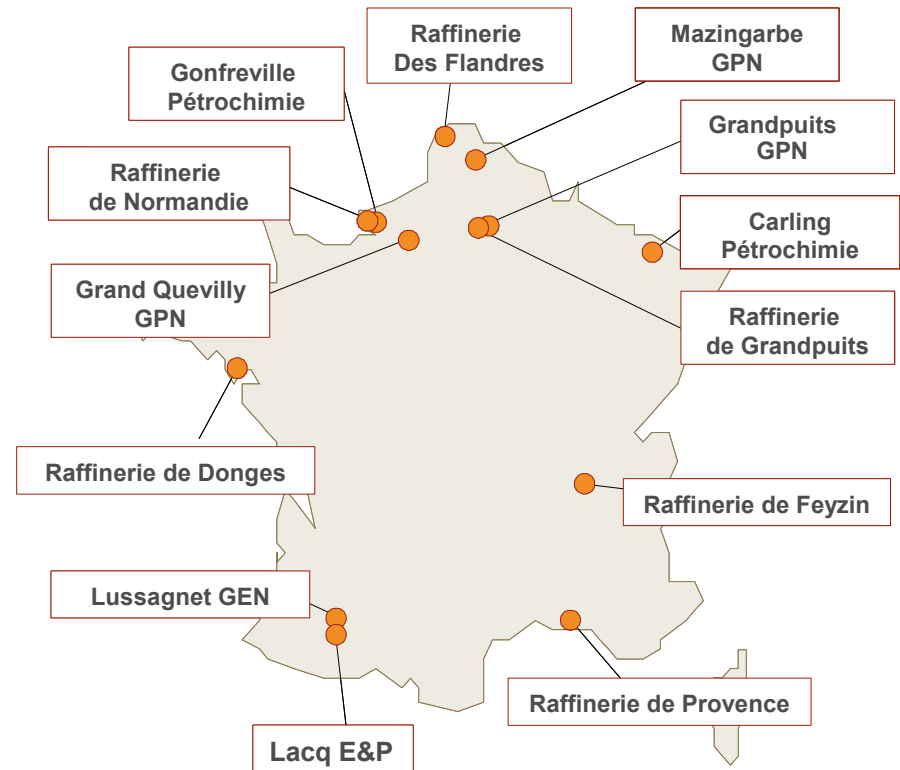 Raffinerie
Des Flandres
Mazingarbe
GPN
Gonfreville
Pétrochimie
Grandpuits
GPN
Raffinerie
de Normandie
Carling
Pétrochimie
Grand Quevilly
GPN
Raffinerie
de Grandpuits
Raffinerie de Donges
Raffinerie de Feyzin
Lussagnet GEN
Raffinerie de Provence
Lacq E&P